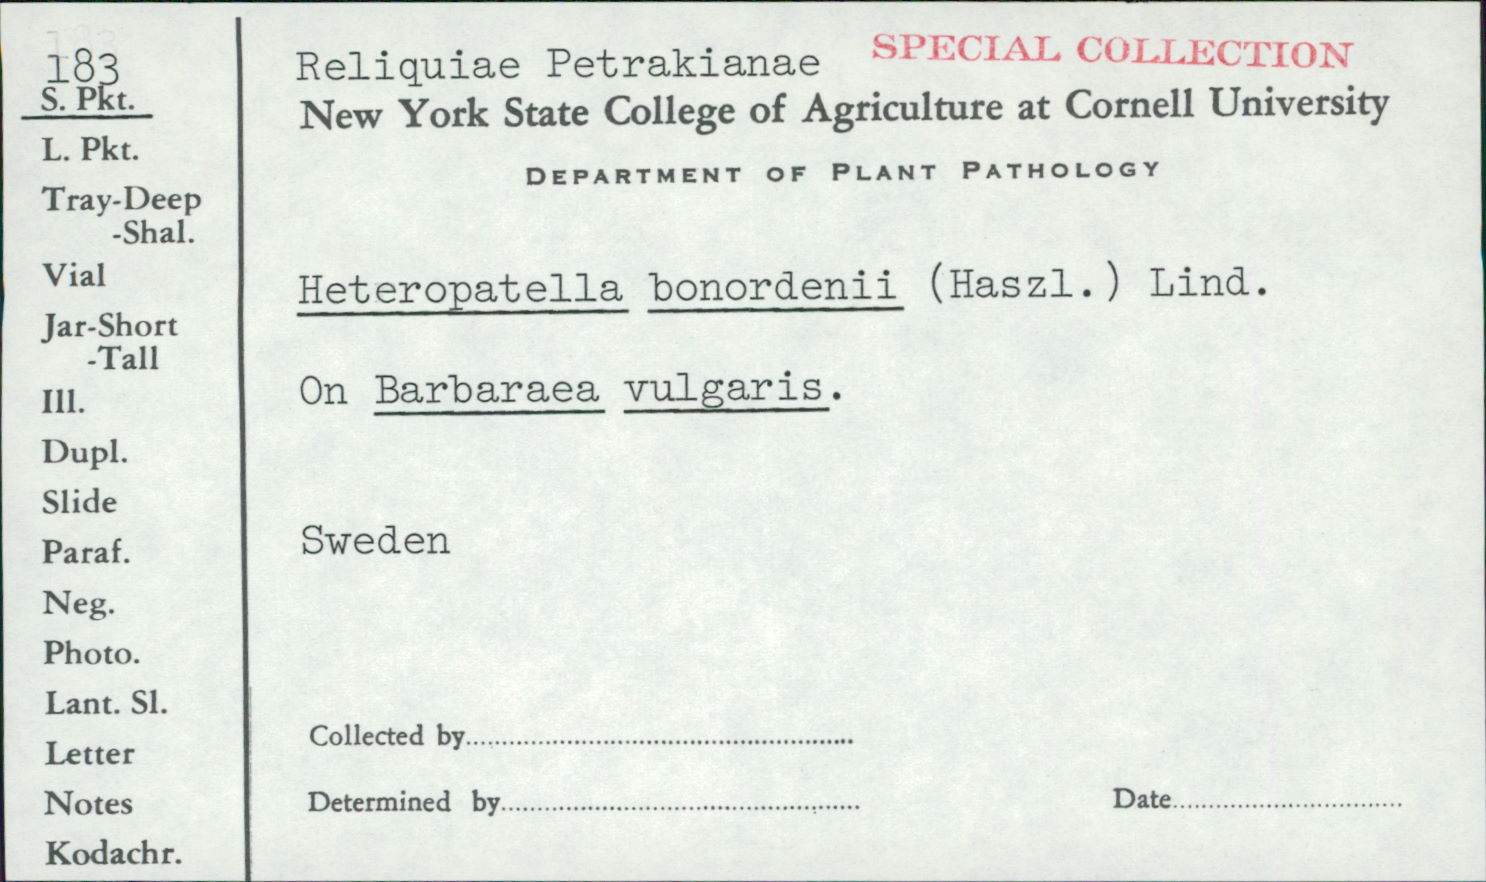 183
S. Pkt.
L. Pkt.
Tray-Deep
-Shal.
Vial
Jar-Short
-Tall
Ill.
Dupl.
Slide
Paraf.
Neg.
Photo.
Lant. Sl.
Letter
Notes
Kodachr.
Reliquiae Petrakianae SPECIAL COLLECTION
New York State College of Agriculture at Cornell University
DEPARTMENT OF PLANT PATHOLOGY
Heteropatella bonordenii (Haszl.) Lind.
On Barbaraea vulgaris.
Sweden
Collected by
Determined by
Date